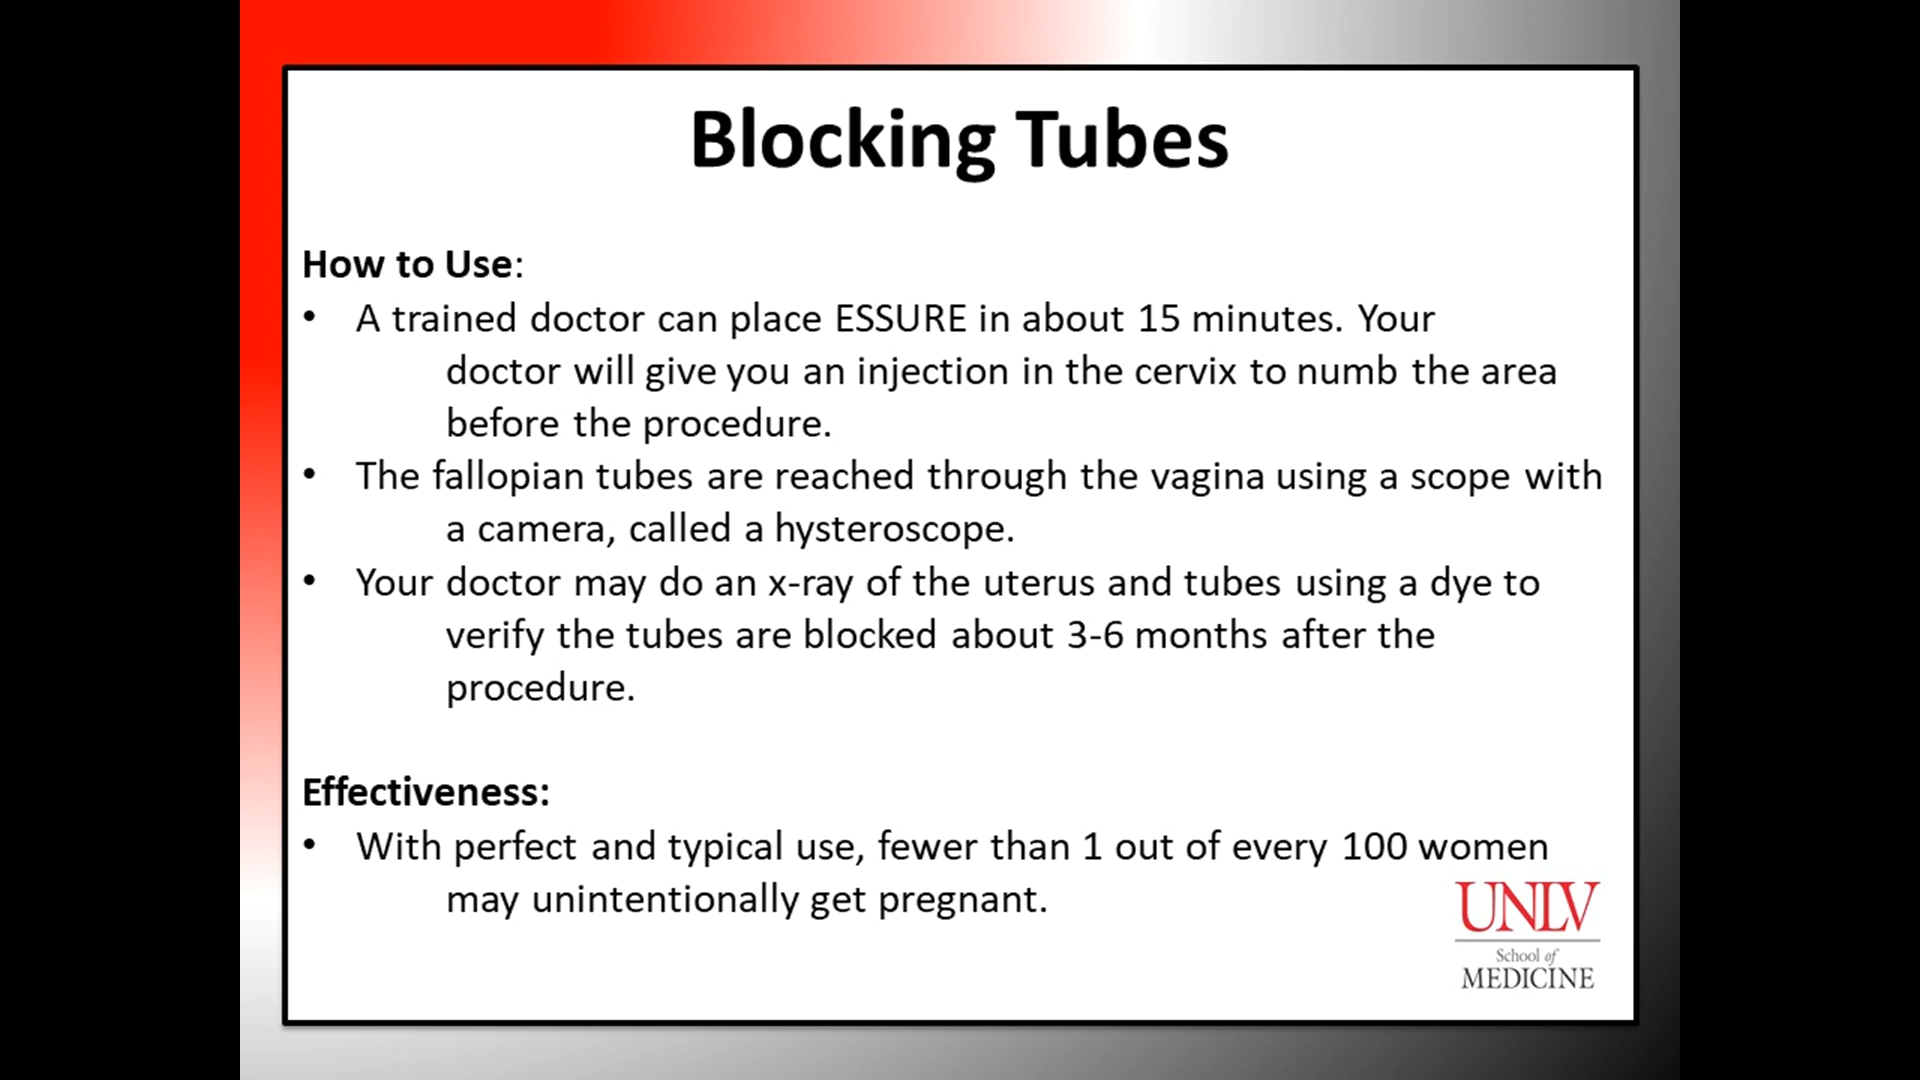 Blocking Tubes
How to Use:
• A trained doctor can place ESSURE in about 15 minutes. Your
doctor will give you an injection in the cervix to numb the area
before the procedure.
• The fallopian tubes are reached through the vagina using a scope with
a camera, called a hysteroscope.
• Your doctor may do an x-ray of the uterus and tubes using a dye to
verify the tubes are blocked about 3-6 months after the
procedure.
Effectiveness:
• With perfect and typical use, fewer than 1 out of every 100 women
may unintentionally get pregnant.
UNLV
School of
MEDICINE